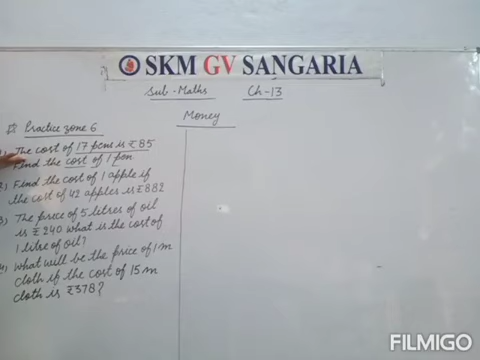 SKM GV SANGARIA
Sub-Maths Ch-13
Money
Practice zone 6
The cost of 17 pens is ₹85
Find the cost of 1 pen
2) Find the cost of 1 apple if
the cost of 42 apples is ₹882
3) The price of 5 litres of oil
is ₹240 what is the cost of
1 litre of oil?
4) What will be the price of 1 m
cloth if the cost of 15 m
cloth is ₹378?
FILMIGO